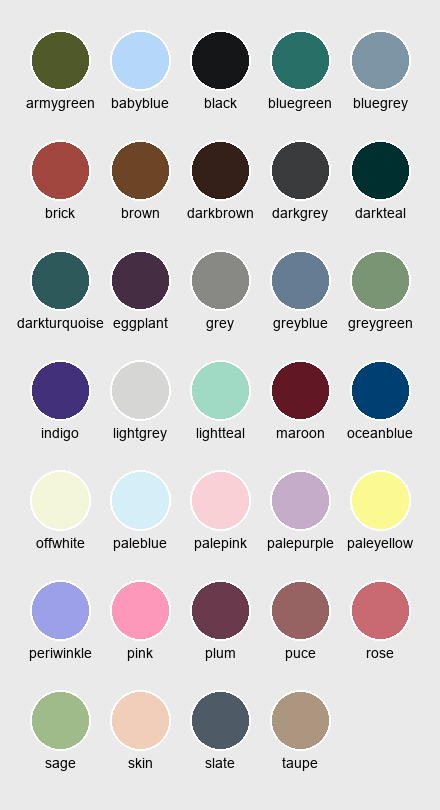 armygreen babyblue black bluegreen bluegrey
brick brown darkbrown darkgrey darkteal
darkturquoise eggplant grey greyblue greygreen
indigo lightgrey lightteal maroon oceanblue
offwhite paleblue palepink palepurple paleyellow
periwinkle pink plum puce rose
sage skin slate taupe